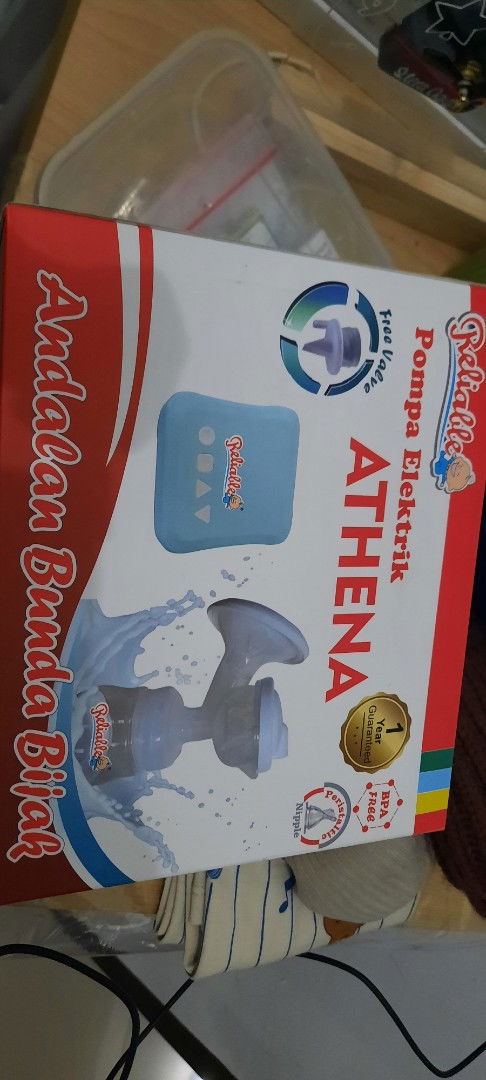 Reliable
Pompa Elektrik
ATHENA
Free Valve
1
Year
Guaranteed
BPA
FREE
Peristaltic
Nipple
Reliable
Reliable
Andalan Bunda Bijak